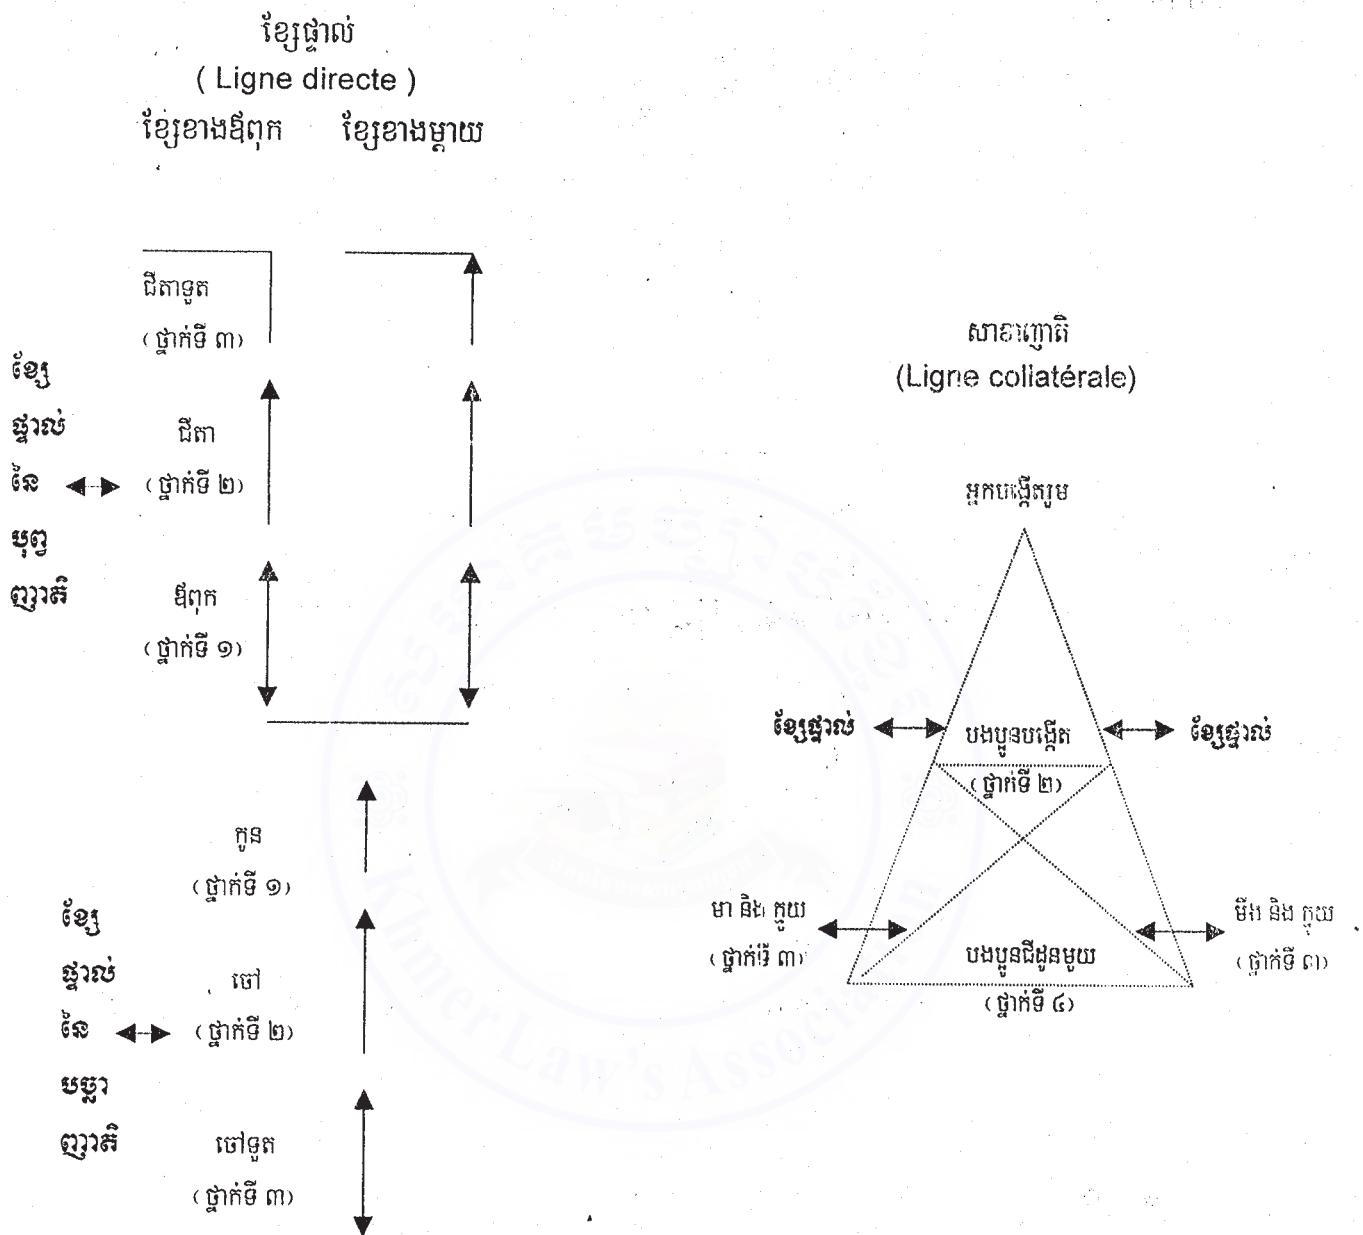 ខ្សែផ្ទាល់
( Ligne directe )
ខ្សែខាងឪពុក ខ្សែខាងម្តាយ
ជីតាទួត
(ថ្នាក់ទី ៣)
ខ្សែ
ផ្ទាល់
នៃ
បុព្វ
ញាតិ
ជីតា
(ថ្នាក់ទី ២)
ឪពុក
(ថ្នាក់ទី ១)
កូន
(ថ្នាក់ទី ១)
ខ្សែ
ផ្ទាល់
នៃ
បច្ឆា
ញាតិ
ចៅ
(ថ្នាក់ទី ២)
ចៅទួត
(ថ្នាក់ទី ៣)
សាខាញាតិ
(Ligne collatérale)
អ្នកបង្កើតរួម
ខ្សែផ្ទាល់
បងប្អូនបង្កើត
(ថ្នាក់ទី ២)
ខ្សែផ្ទាល់
មា និង ក្មួយ
(ថ្នាក់ទី ៣)
បងប្អូនជីដូនមួយ
(ថ្នាក់ទី ៤)
មីង និង ក្មួយ
(ថ្នាក់ទី ៣)
Khmer Law's Association